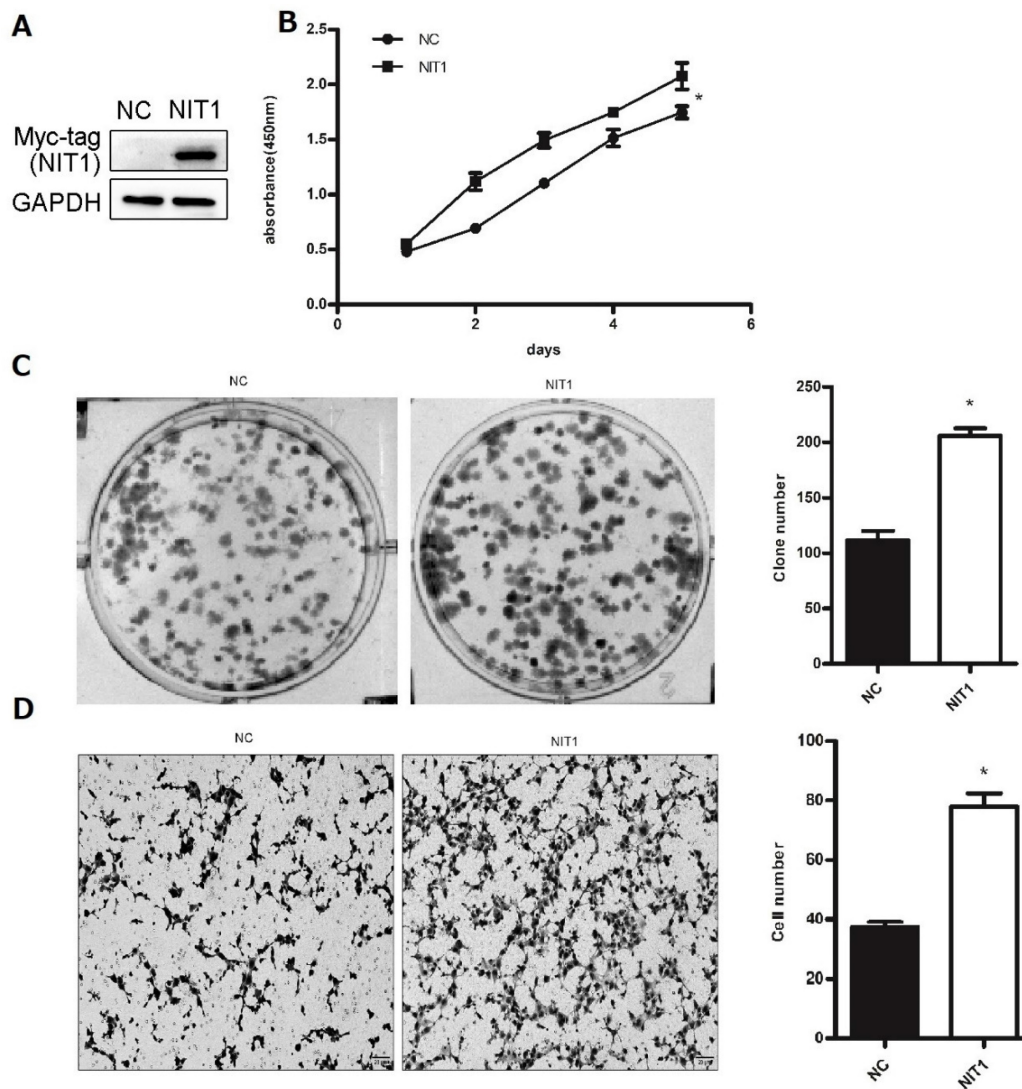 A
NC NIT1
Myc-tag
(NIT1)
GAPDH
B
NC
NIT1
2.5
2.0
1.5
1.0
0.5
0.0
absorbance(450nm)
*
0 2 4 6
days
C
NC
NIT1
250
200
150
100
50
0
Clone number
*
NC NIT1
D
NC
NIT1
80
60
40
20
0
100
Cell number
*
NC NIT1